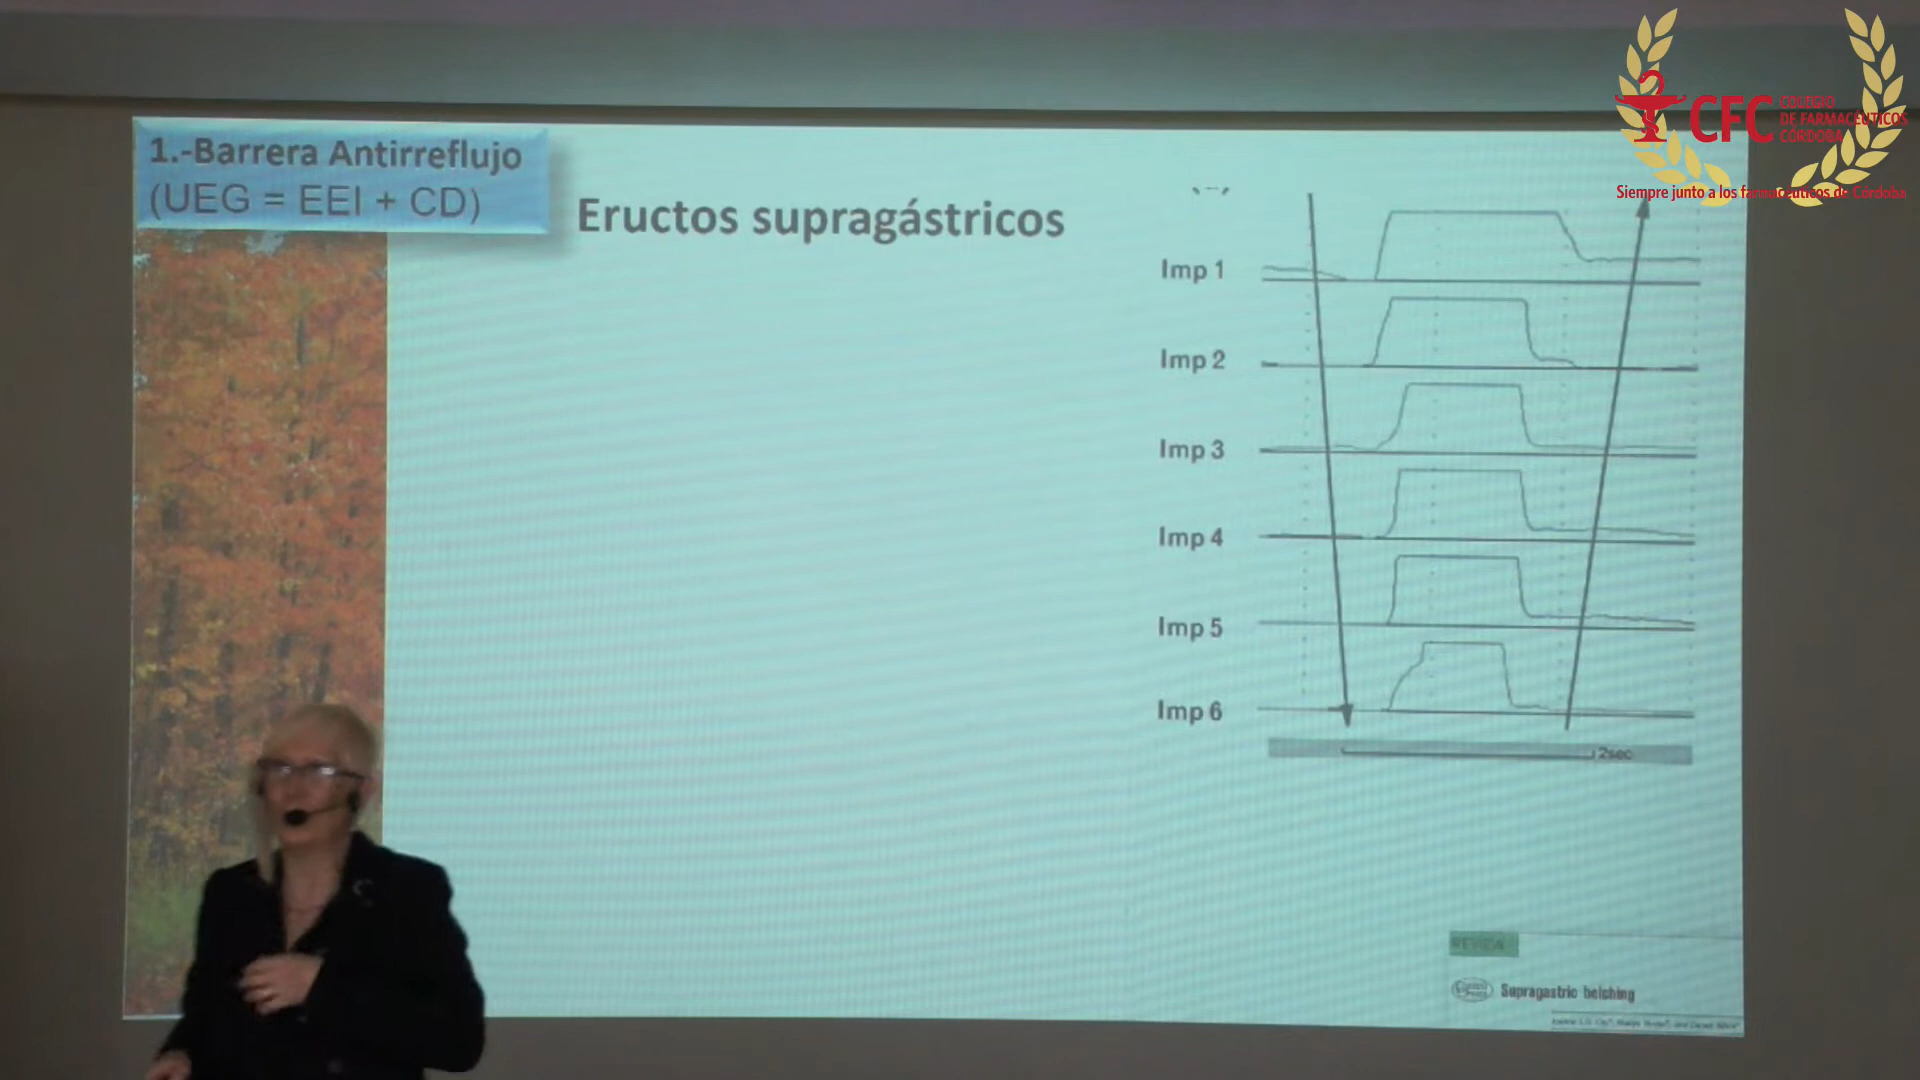 1.-Barrera Antirreflujo
(UEG = EEI + CD)
Eructos supragástricos
Imp 1
Imp 2
Imp 3
Imp 4
Imp 5
Imp 6
2sec
Supragastric belching
CFC
COLEGIO
DE FARMACÉUTICOS
CÓRDOBA
Siempre junto a los farmacéuticos de Córdoba